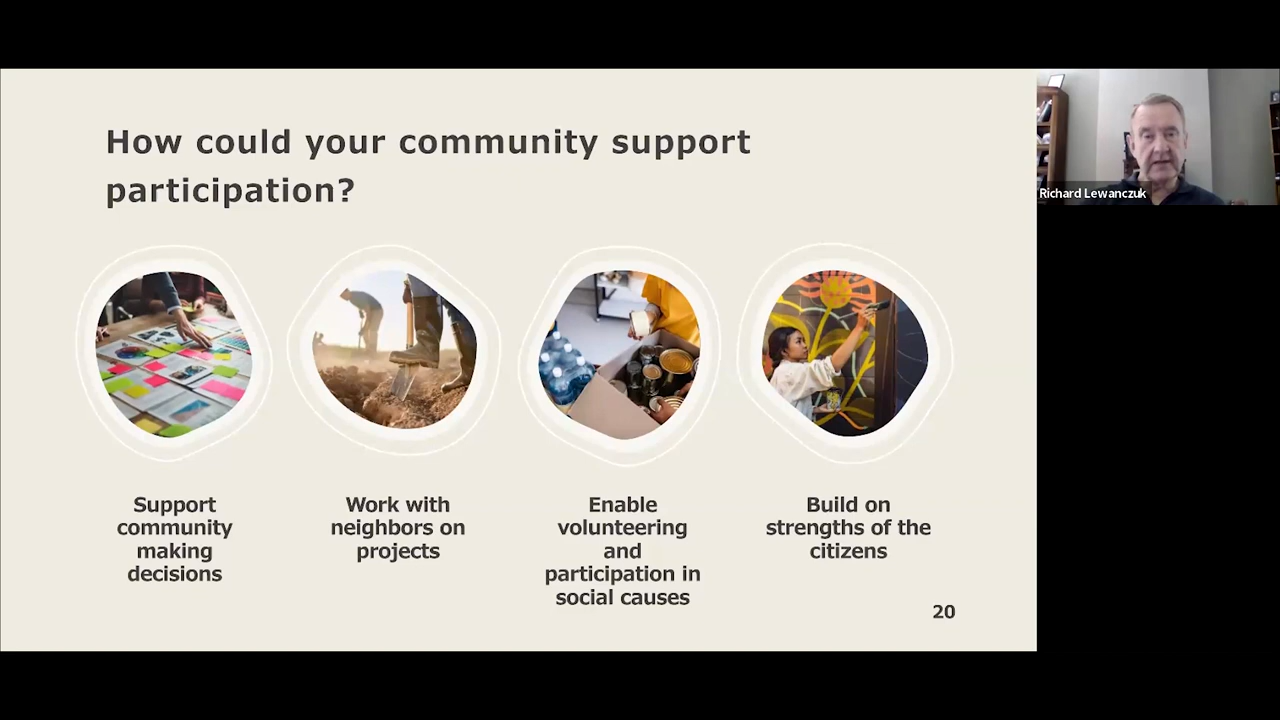 How could your community support
participation?
Richard Lewanczuk
Support
community
making
decisions
Work with
neighbors on
projects
Enable
volunteering
and
participation in
social causes
Build on
strengths of the
citizens
20